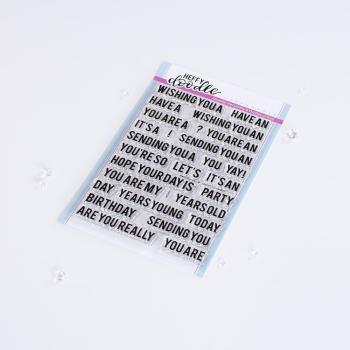 HEFFY
doodle
WISHING YOU A HAVE AN
HAVE A WISHING YOU AN
YOU ARE A ? YOU ARE AN
IT'S A ! SENDING YOU AN
SENDING YOU A YOU YAY!
YOU'RE SO LET'S IT'S AN
HOPE YOUR DAY IS PARTY
YOU ARE MY YEARS OLD
DAY YEARS YOUNG TODAY
BIRTHDAY SENDING YOU
ARE YOU REALLY YOU ARE